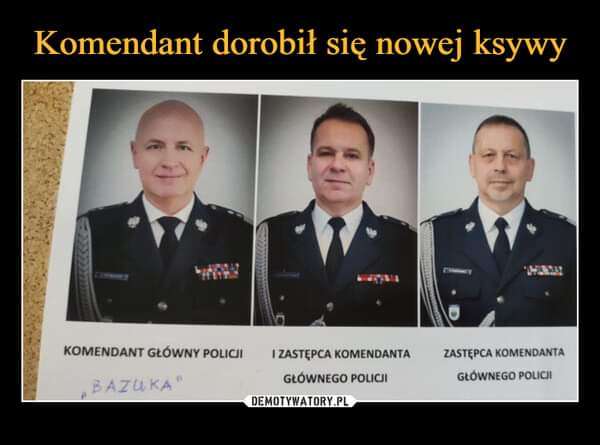 Komendant dorobił się nowej ksywy
KOMENDANT GŁÓWNY POLICJI
„BAZUKA"
I ZASTĘPCA KOMENDANTA
GŁÓWNEGO POLICJI
ZASTĘPCA KOMENDANTA
GŁÓWNEGO POLICJI
DEMOTYWATORY.PL